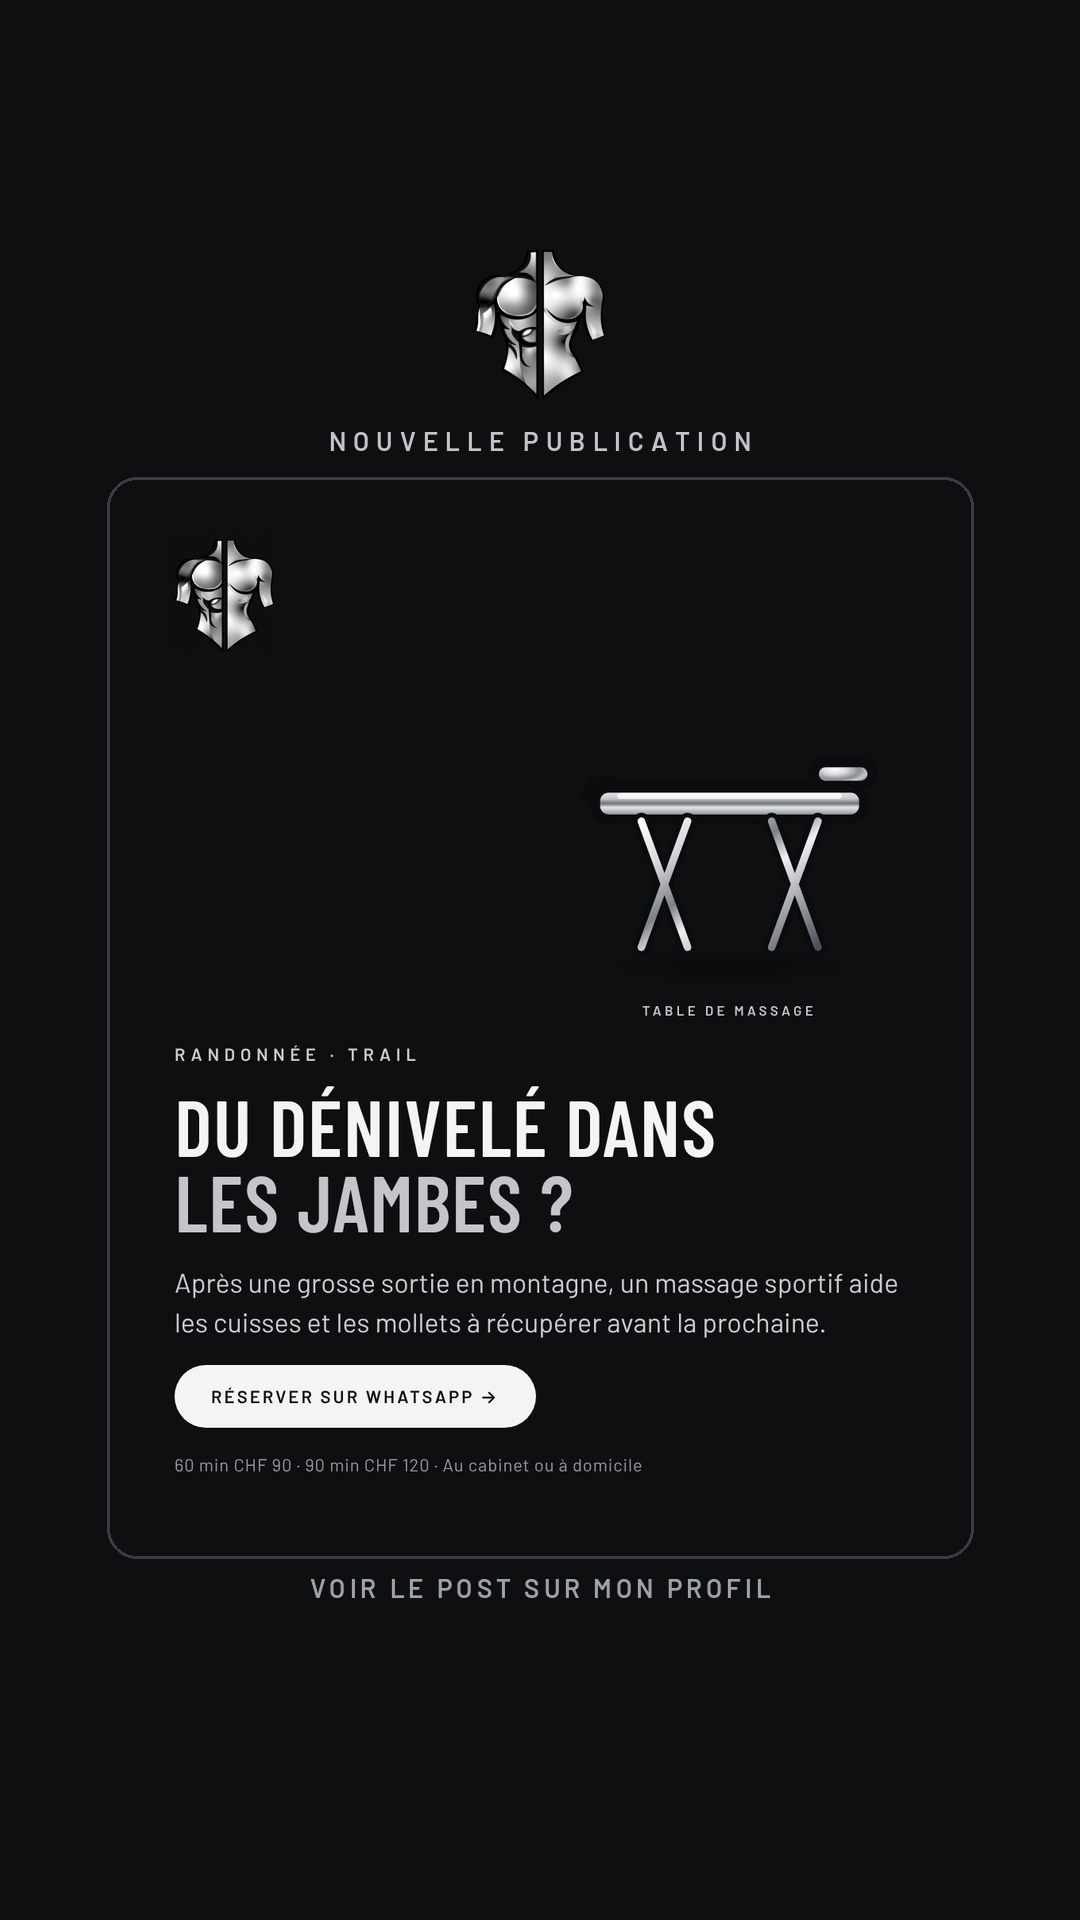 NOUVELLE PUBLICATION
TABLE DE MASSAGE
RANDONNÉE · TRAIL
DU DÉNIVELÉ DANS
LES JAMBES ?
Après une grosse sortie en montagne, un massage sportif aide
les cuisses et les mollets à récupérer avant la prochaine.
RÉSERVER SUR WHATSAPP →
60 min CHF 90 · 90 min CHF 120 · Au cabinet ou à domicile
VOIR LE POST SUR MON PROFIL